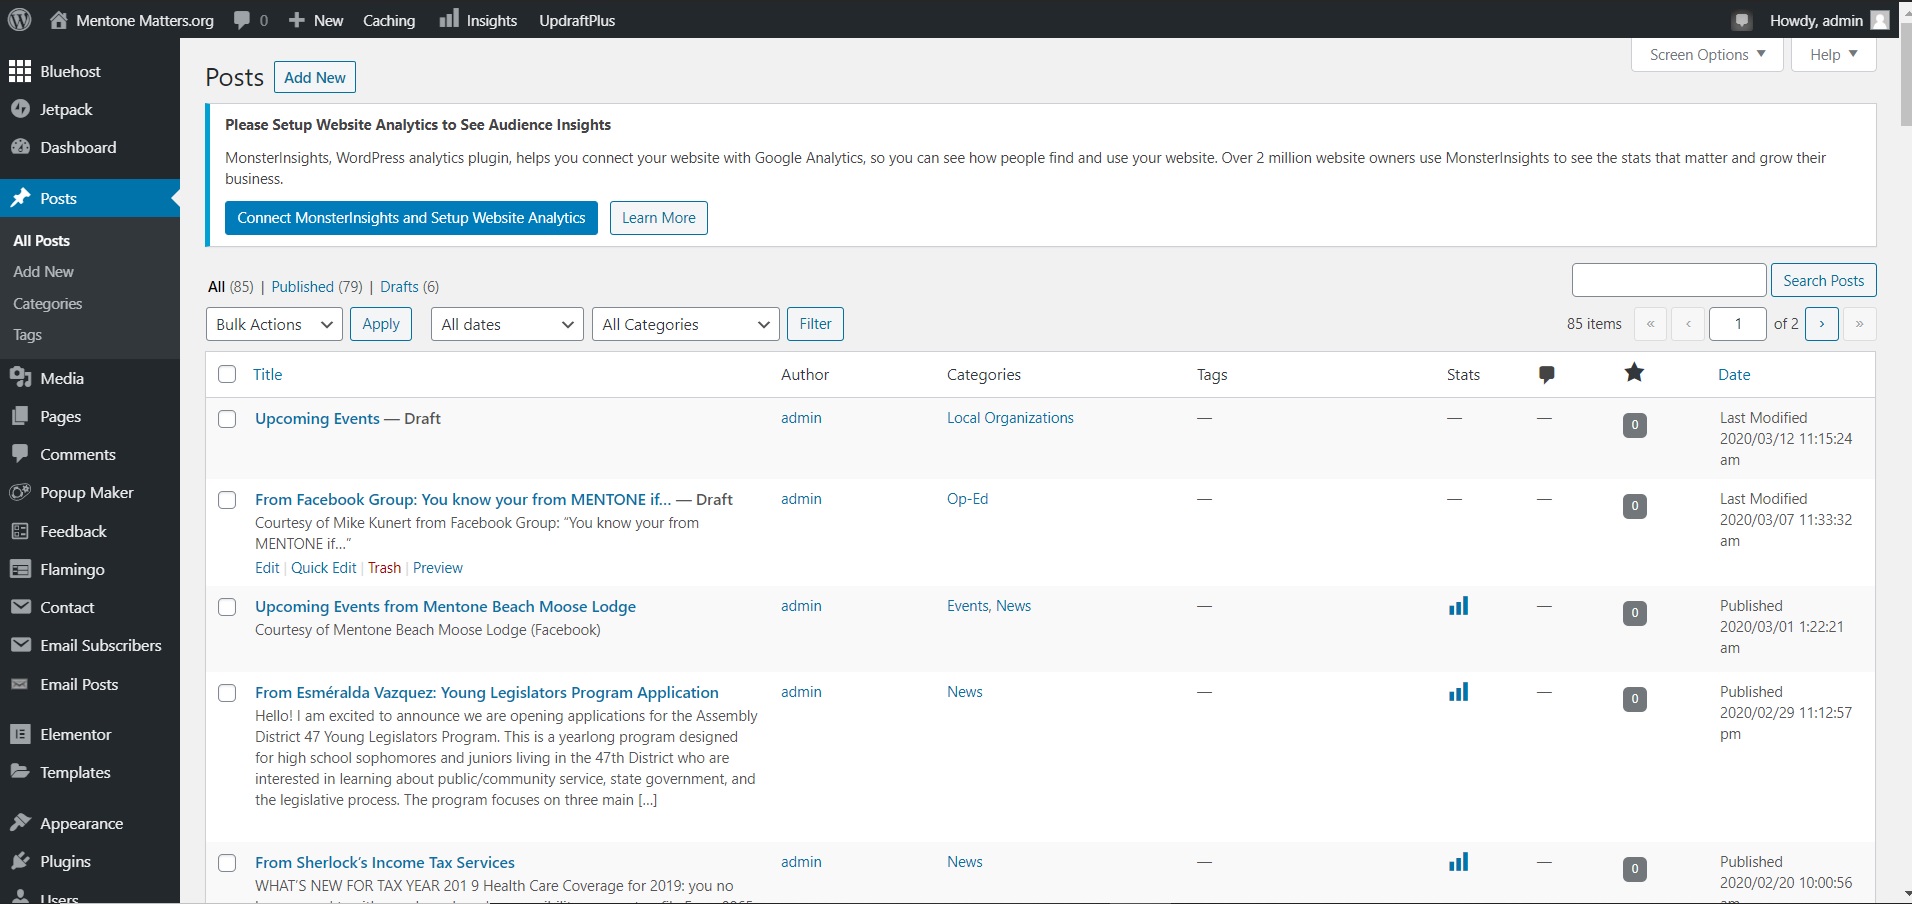 Mentone Matters.org 0 New Caching Insights UpdraftPlus Howdy, admin
Bluehost
Jetpack
Dashboard
Posts
All Posts
Add New
Categories
Tags
Media
Pages
Comments
Popup Maker
Feedback
Flamingo
Contact
Email Subscribers
Email Posts
Elementor
Templates
Appearance
Plugins
Users
Screen Options Help
Posts Add New
Please Setup Website Analytics to See Audience Insights
MonsterInsights, WordPress analytics plugin, helps you connect your website with Google Analytics, so you can see how people find and use your website. Over 2 million website owners use MonsterInsights to see the stats that matter and grow their
business.
Connect MonsterInsights and Setup Website Analytics Learn More
All (85) | Published (79) | Drafts (6)
Search Posts
Bulk Actions Apply All dates All Categories Filter 85 items « ‹ 1 of 2 › »
Title Author Categories Tags Stats Date
Upcoming Events — Draft admin Local Organizations — — — 0 Last Modified
2020/03/12 11:15:24
am
From Facebook Group: You know your from MENTONE if... — Draft admin Op-Ed — — — 0 Last Modified
Courtesy of Mike Kunert from Facebook Group: “You know your from 2020/03/07 11:33:32
MENTONE if…” am
Edit | Quick Edit | Trash | Preview
Upcoming Events from Mentone Beach Moose Lodge admin Events, News — — 0 Published
Courtesy of Mentone Beach Moose Lodge (Facebook) 2020/03/01 1:22:21
am
From Esméralda Vazquez: Young Legislators Program Application admin News — — 0 Published
Hello! I am excited to announce we are opening applications for the Assembly 2020/02/29 11:12:57
District 47 Young Legislators Program. This is a yearlong program designed pm
for high school sophomores and juniors living in the 47th District who are
interested in learning about public/community service, state government, and
the legislative process. The program focuses on three main […]
From Sherlock’s Income Tax Services admin News — — 0 Published
WHAT’S NEW FOR TAX YEAR 201 9 Health Care Coverage for 2019: you no 2020/02/20 10:00:56